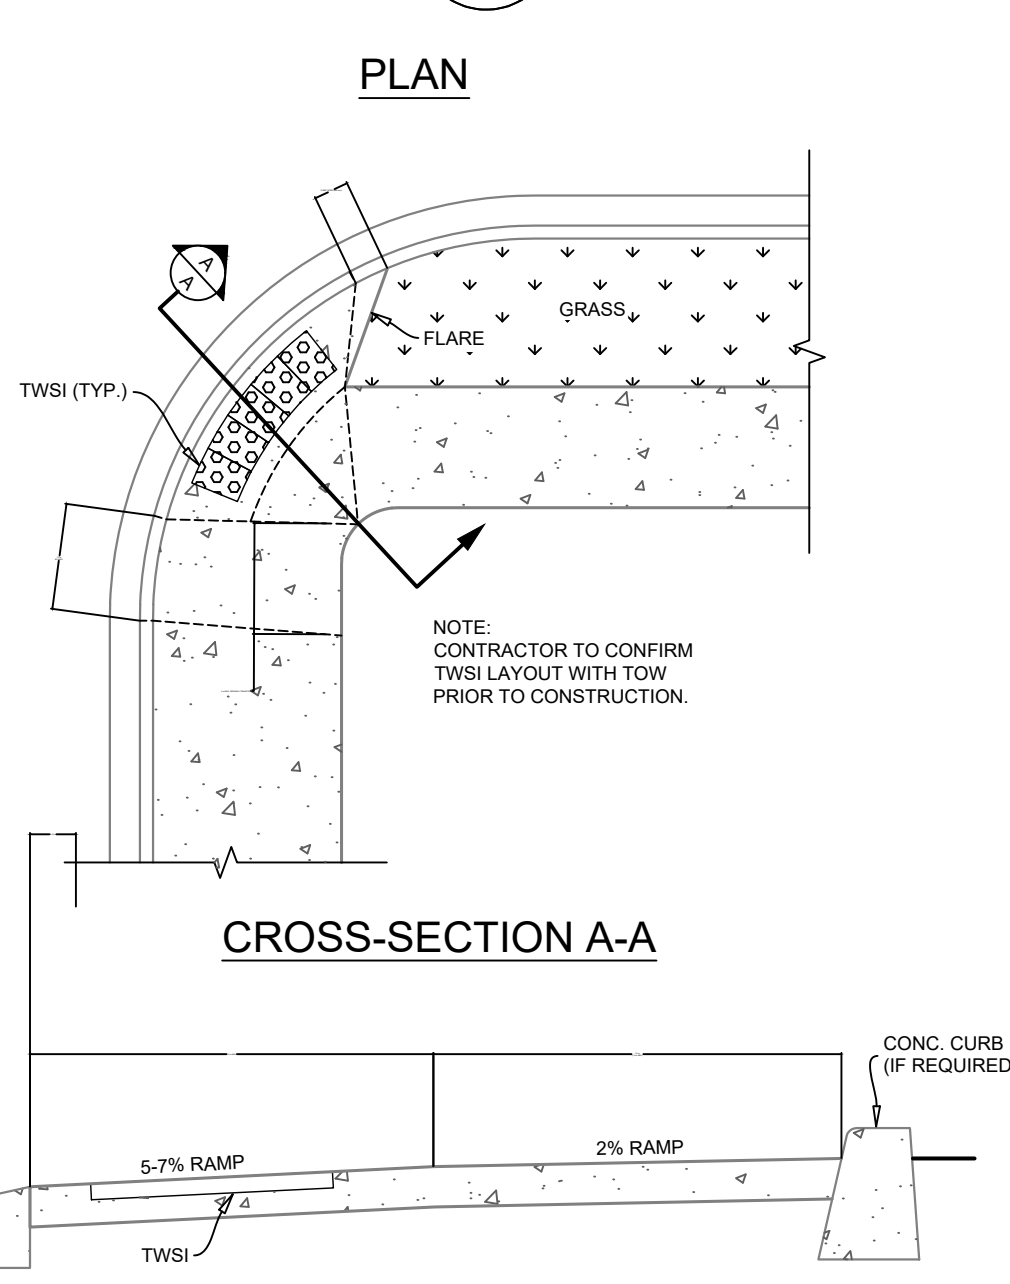 PLAN
A
A
GRASS
FLARE
TWSI (TYP.)
NOTE:
CONTRACTOR TO CONFIRM
TWSI LAYOUT WITH TOW
PRIOR TO CONSTRUCTION.
CROSS-SECTION A-A
CONC. CURB
(IF REQUIRED
5-7% RAMP
2% RAMP
TWSI